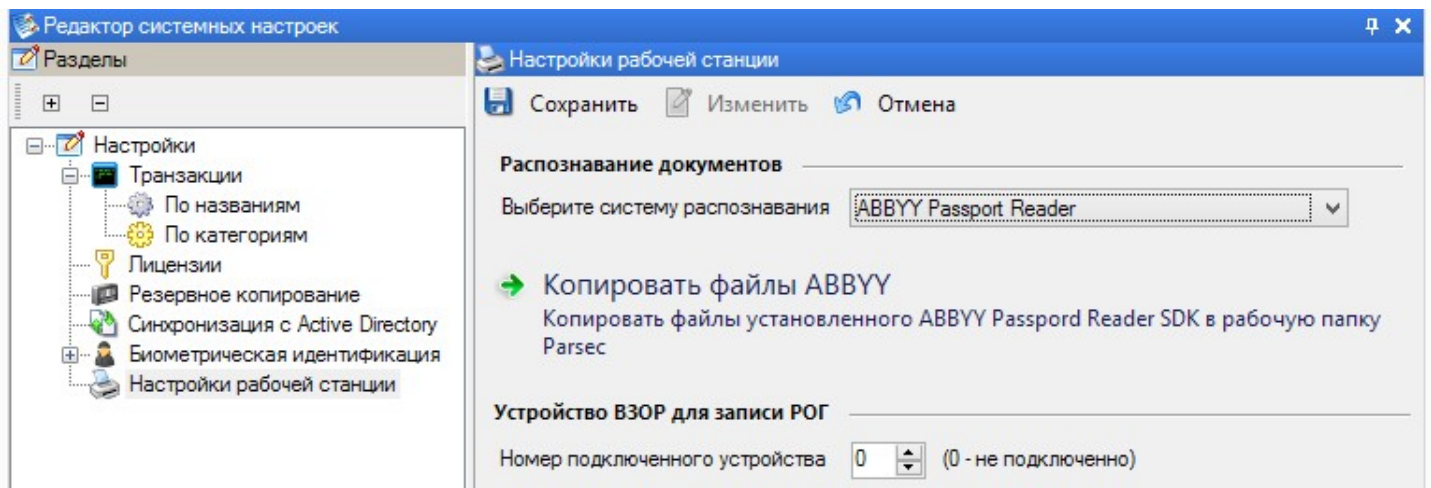 Редактор системных настроек
Разделы
Настройки
Транзакции
По названиям
По категориям
Лицензии
Резервное копирование
Синхронизация с Active Directory
Биометрическая идентификация
Настройки рабочей станции
Настройки рабочей станции
Сохранить Изменить Отмена
Распознавание документов
Выберите систему распознавания ABBYY Passport Reader
Копировать файлы ABBYY
Копировать файлы установленного ABBYY Passpord Reader SDK в рабочую папку
Parsec
Устройство ВЗОР для записи РОГ
Номер подключенного устройства 0 (0 - не подключенно)